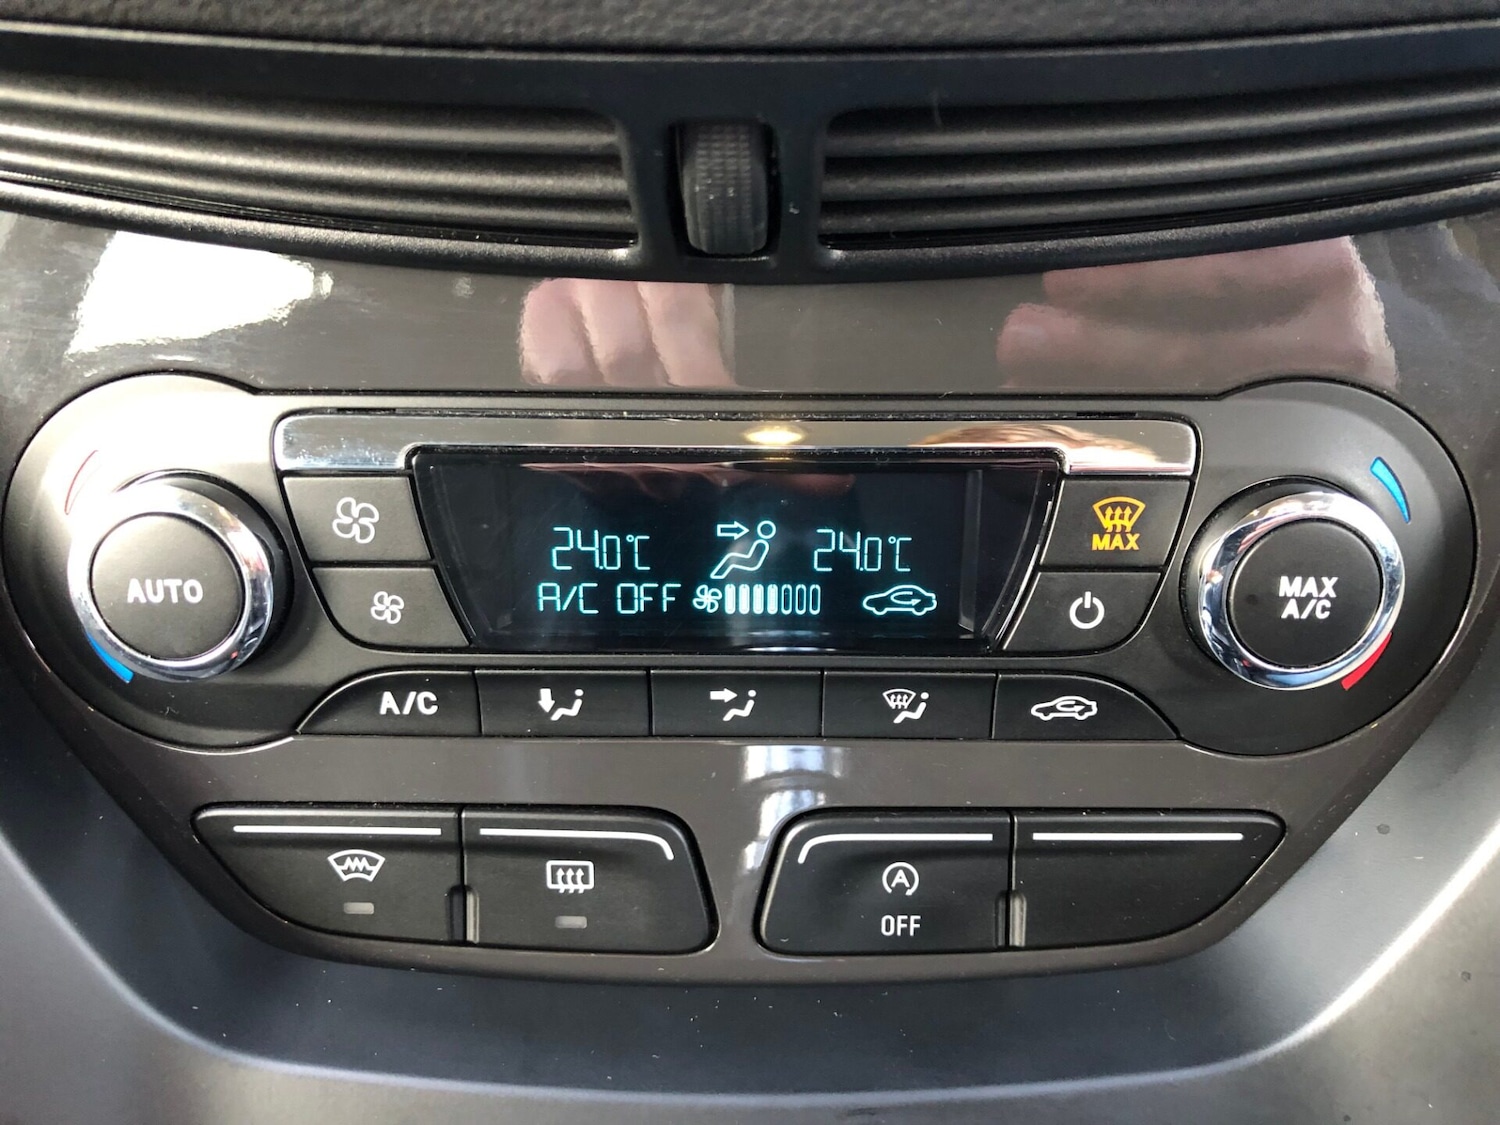 24.0°C 24.0°C
A/C OFF
AUTO
MAX
MAX
A/C
A/C
A
OFF